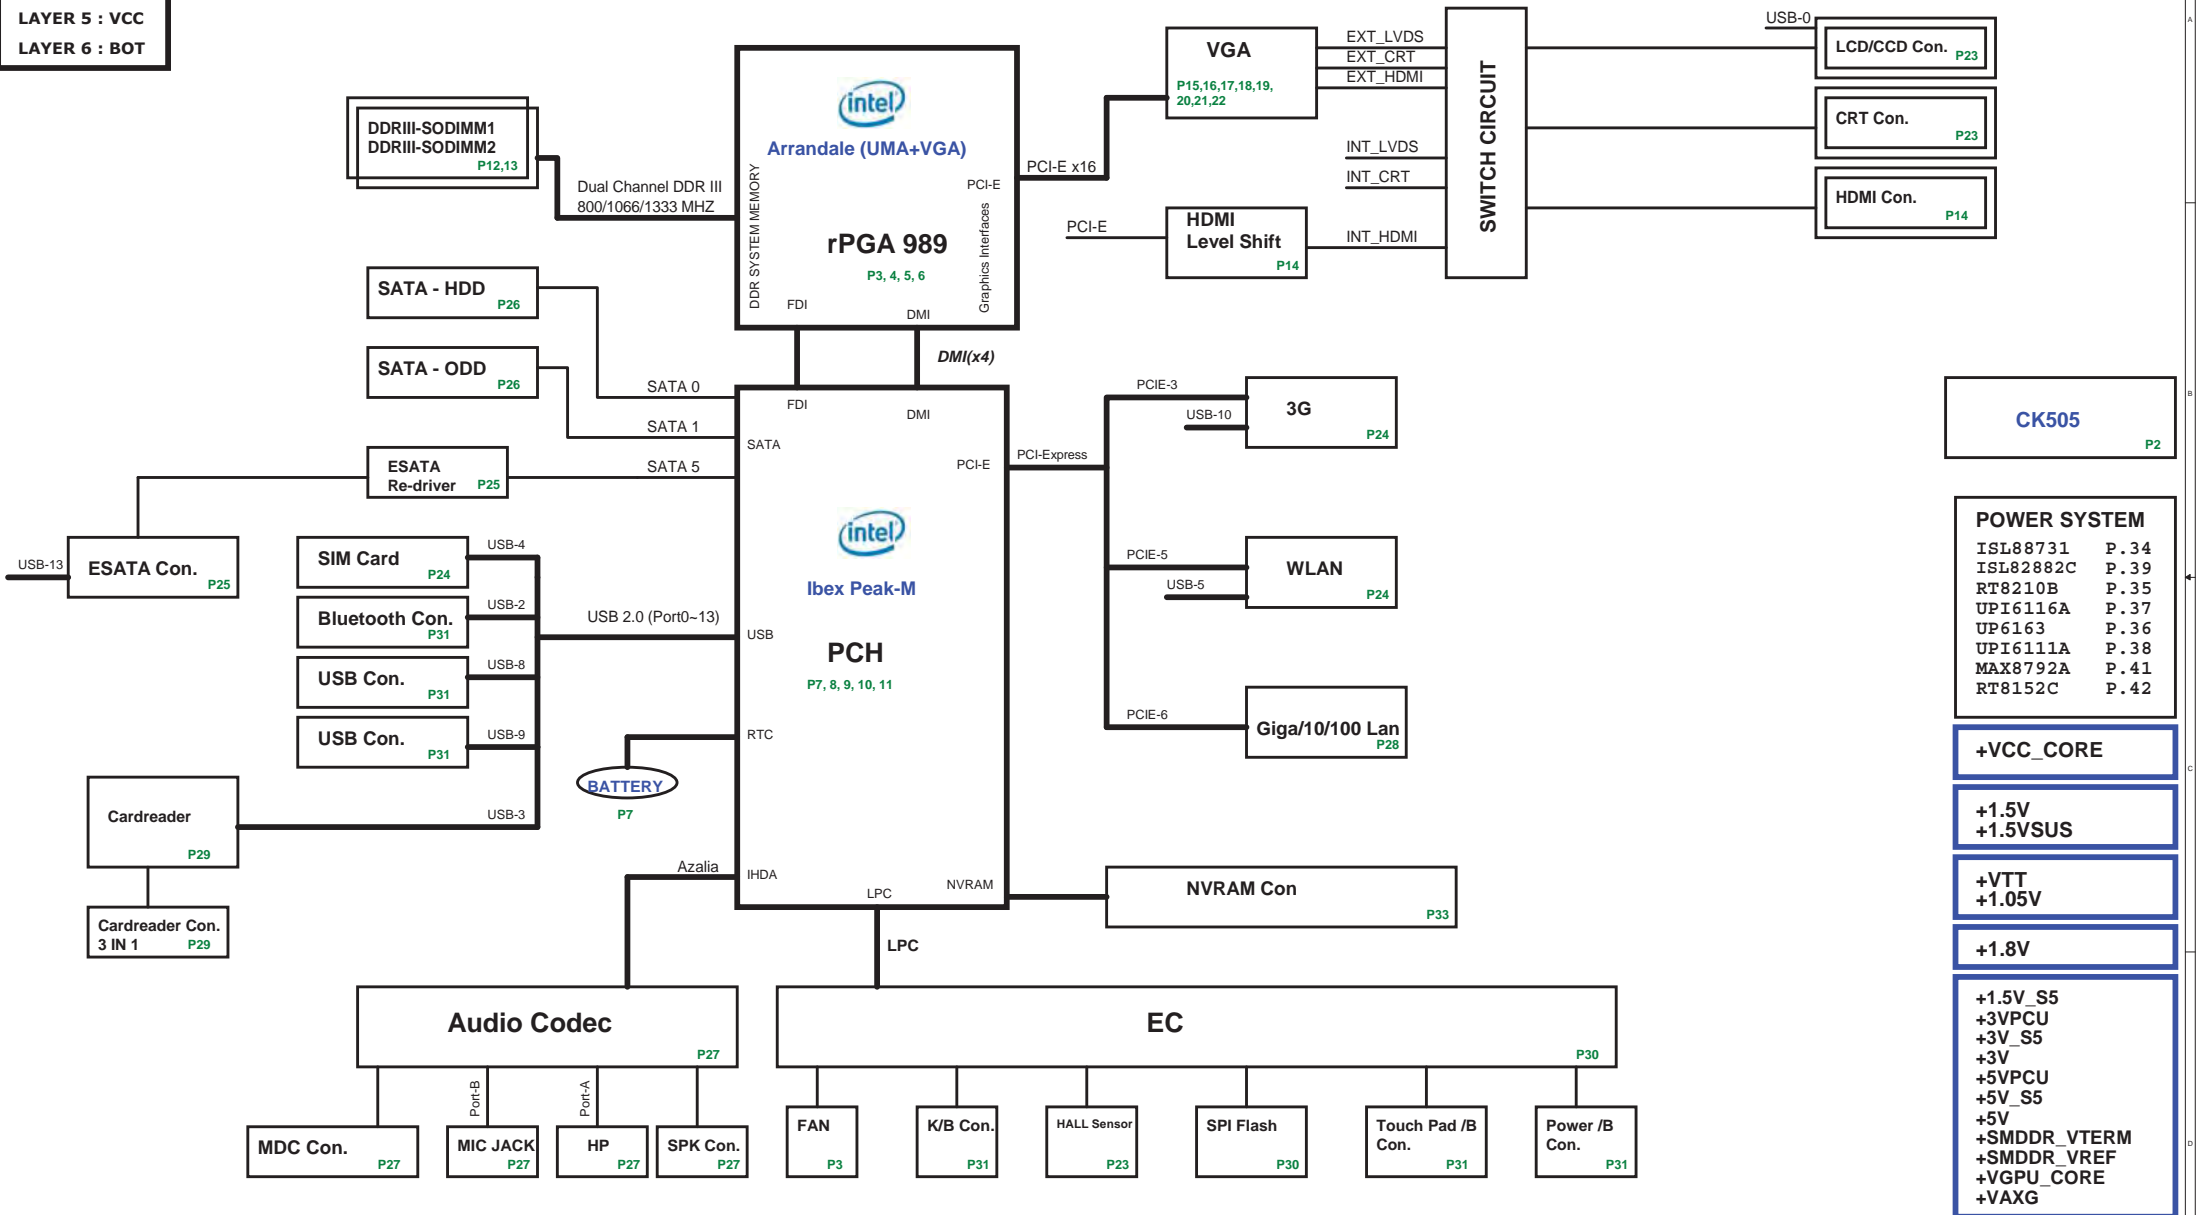 LAYER 5 : VCC
LAYER 6 : BOT
DDRIII-SODIMM1
DDRIII-SODIMM2
P12,13
Dual Channel DDR III
800/1066/1333 MHZ
intel
Arrandale (UMA+VGA)
DDR SYSTEM MEMORY
PCI-E
Graphics Interfaces
rPGA 989
P3, 4, 5, 6
FDI
DMI
PCI-E x16
VGA
P15,16,17,18,19,
20,21,22
EXT_LVDS
EXT_CRT
EXT_HDMI
INT_LVDS
INT_CRT
PCI-E
HDMI
Level Shift
P14
INT_HDMI
SWITCH CIRCUIT
USB-0
LCD/CCD Con.
P23
CRT Con.
P23
HDMI Con.
P14
SATA - HDD
P26
SATA - ODD
P26
SATA 0
SATA 1
ESATA
Re-driver
P25
SATA 5
USB-13
ESATA Con.
P25
DMI(x4)
FDI
DMI
SATA
PCI-E
intel
Ibex Peak-M
USB
PCH
P7, 8, 9, 10, 11
RTC
IHDA
LPC
NVRAM
SIM Card
P24
USB-4
Bluetooth Con.
P31
USB-2
USB 2.0 (Port0~13)
USB Con.
P31
USB-8
USB Con.
P31
USB-9
BATTERY
P7
Cardreader
P29
USB-3
Cardreader Con.
3 IN 1
P29
Azalia
PCI-Express
PCIE-3
USB-10
3G
P24
PCIE-5
USB-5
WLAN
P24
PCIE-6
Giga/10/100 Lan
P28
NVRAM Con
P33
LPC
Audio Codec
P27
EC
P30
Port-B
Port-A
MDC Con.
P27
MIC JACK
P27
HP
P27
SPK Con.
P27
FAN
P3
K/B Con.
P31
HALL Sensor
P23
SPI Flash
P30
Touch Pad /B
Con.
P31
Power /B
Con.
P31
CK505
P2
POWER SYSTEM
ISL88731 P.34
ISL82882C P.39
RT8210B P.35
UPI6116A P.37
UP6163 P.36
UPI6111A P.38
MAX8792A P.41
RT8152C P.42
+VCC_CORE
+1.5V
+1.5VSUS
+VTT
+1.05V
+1.8V
+1.5V_S5
+3VPCU
+3V_S5
+3V
+5VPCU
+5V_S5
+5V
+SMDDR_VTERM
+SMDDR_VREF
+VGPU_CORE
+VAXG
A
B
C
D